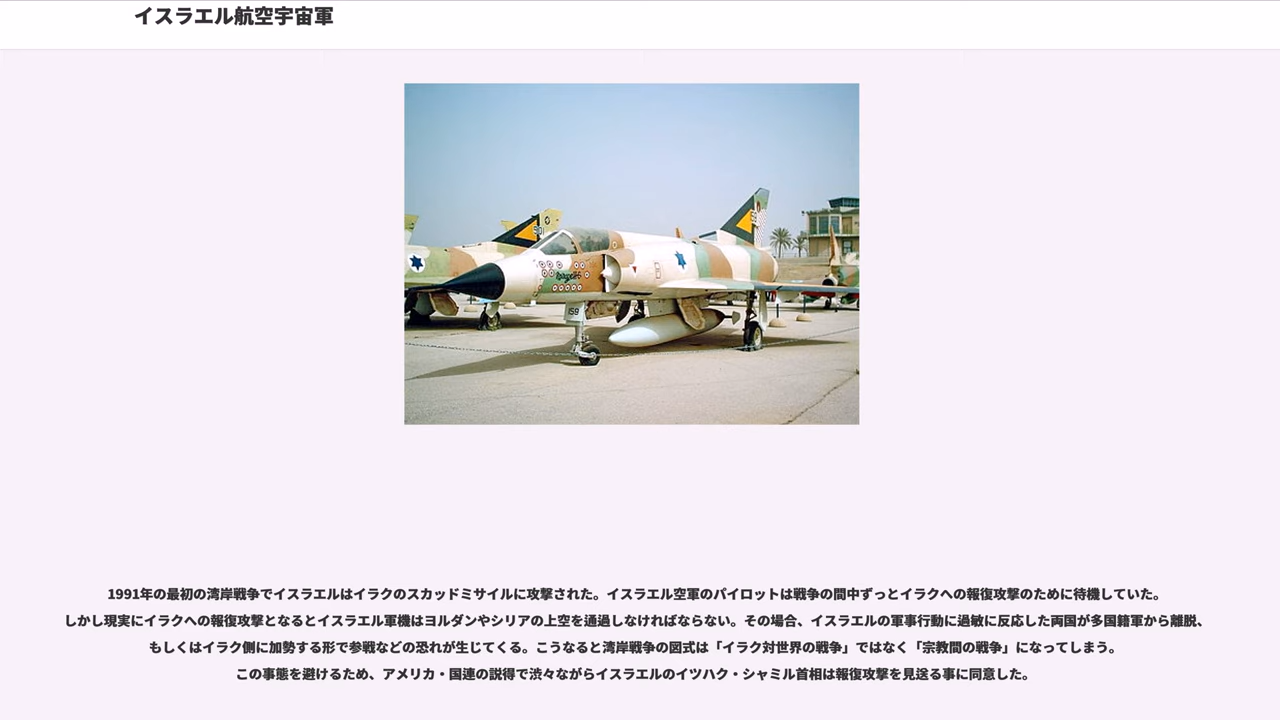 イスラエル航空宇宙軍
159
1991年の最初の湾岸戦争でイスラエルはイラクのスカッドミサイルに攻撃された。イスラエル空軍のパイロットは戦争の間中ずっとイラクへの報復攻撃のために待機していた。
しかし現実にイラクへの報復攻撃となるとイスラエル軍機はヨルダンやシリアの上空を通過しなければならない。その場合、イスラエルの軍事行動に過敏に反応した両国が多国籍軍から離脱、
もしくはイラク側に加勢する形で参戦などの恐れが生じてくる。こうなると湾岸戦争の図式は「イラク対世界の戦争」ではなく「宗教間の戦争」になってしまう。
この事態を避けるため、アメリカ・国連の説得で渋々ながらイスラエルのイツハク・シャミル首相は報復攻撃を見送る事に同意した。